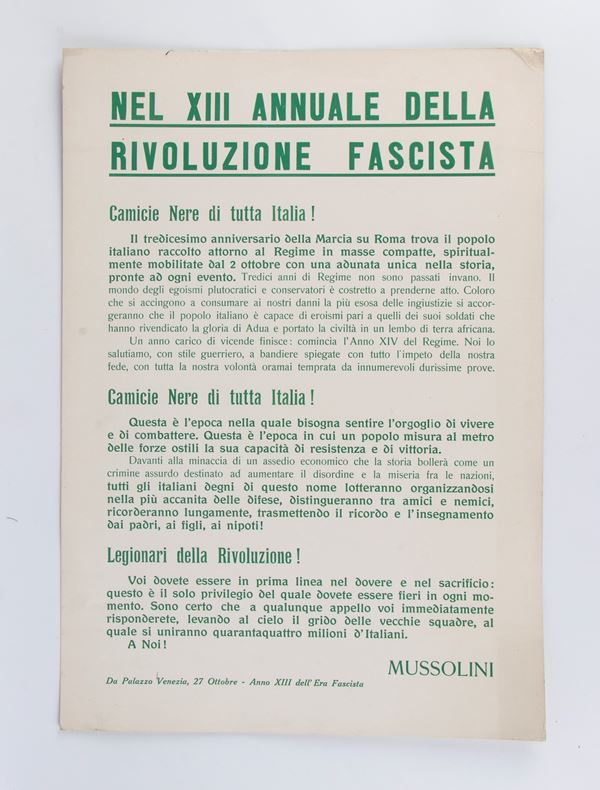 NEL XIII ANNUALE DELLA
RIVOLUZIONE FASCISTA
Camicie Nere di tutta Italia!
Il tredicesimo anniversario della Marcia su Roma trova il popolo
italiano raccolto attorno al Regime in masse compatte, spiritual-
mente mobilitate dal 2 ottobre con una adunata unica nella storia,
pronte ad ogni evento. Tredici anni di Regime non sono passati invano. Il
mondo degli egoismi plutocratici e conservatori è costretto a prenderne atto. Coloro
che si accingono a consumare ai nostri danni la più esosa delle ingiustizie si accor-
geranno che il popolo italiano è capace di eroismi pari a quelli dei suoi soldati che
hanno rivendicato la gloria di Adua e portato la civiltà in un lembo di terra africana.
Un anno carico di vicende finisce: comincia l'Anno XIV del Regime. Noi lo
salutiamo, con stile guerriero, a bandiere spiegate con tutto l'impeto della nostra
fede, con tutta la nostra volontà oramai temprata da innumerevoli durissime prove.
Camicie Nere di tutta Italia!
Questa è l'epoca nella quale bisogna sentire l'orgoglio di vivere
e di combattere. Questa è l'epoca in cui un popolo misura al metro
delle forze ostili la sua capacità di resistenza e di vittoria.
Davanti alla minaccia di un assedio economico che la storia bollerà come un
crimine assurdo destinato ad aumentare il disordine e la miseria fra le nazioni,
tutti gli italiani degni di questo nome lotteranno organizzandosi
nella più accanita delle difese, distingueranno tra amici e nemici,
ricorderanno lungamente, trasmettendo il ricordo e l'insegnamento
dai padri, ai figli, ai nipoti!
Legionari della Rivoluzione!
Voi dovete essere in prima linea nel dovere e nel sacrificio:
questo è il solo privilegio del quale dovete essere fieri in ogni mo-
mento. Sono certo che a qualunque appello voi immediatamente
risponderete, levando al cielo il grido delle vecchie squadre, al
quale si uniranno quarantaquattro milioni d'Italiani.
A Noi!
MUSSOLINI
Da Palazzo Venezia, 27 Ottobre - Anno XIII dell'Era Fascista